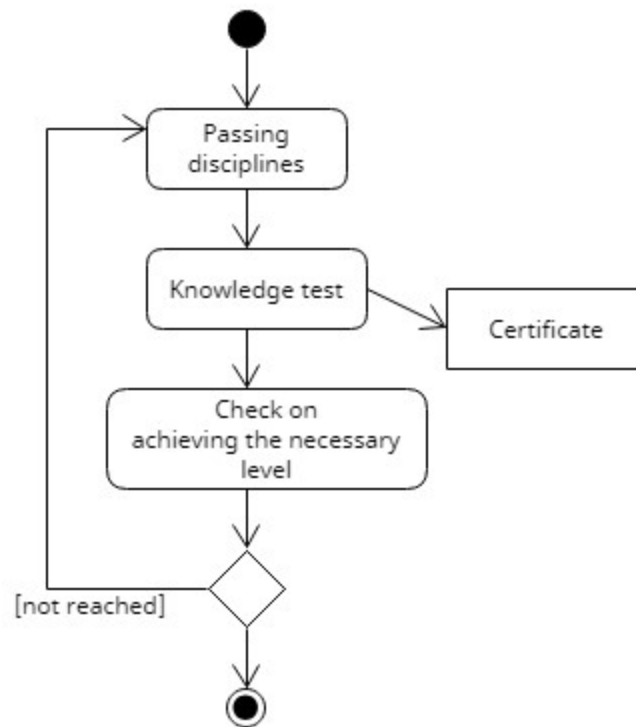 Passing
disciplines
Knowledge test
Certificate
Check on
achieving the necessary
level
[not reached]